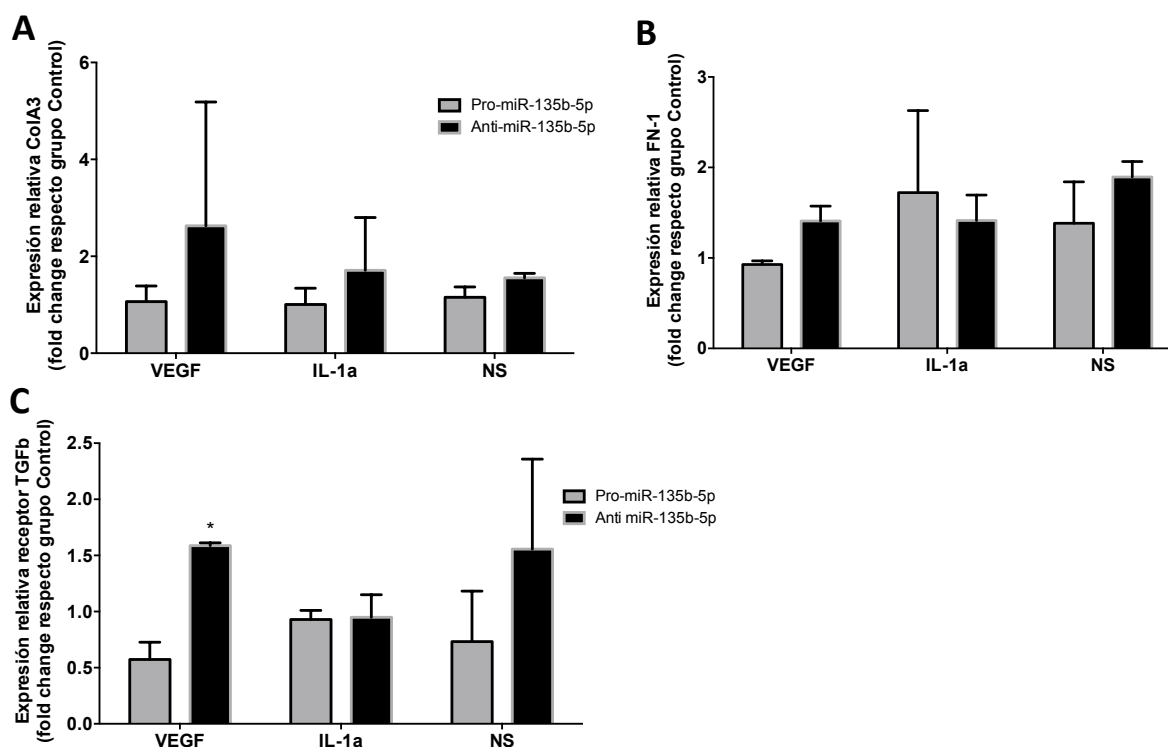 A
Expresión relativa ColA3
(fold change respecto grupo Control)
6
4
2
0
VEGF
IL-1a
NS
Pro-miR-135b-5p
Anti-miR-135b-5p
B
Expresión relativa FN-1
(fold change respecto grupo Control)
3
2
1
0
VEGF
IL-1a
NS
C
Expresión relativa receptor TGFb
(fold change respecto grupo Control)
2.5
2.0
1.5
1.0
0.5
0.0
*
VEGF
IL-1a
NS
Pro-miR-135b-5p
Anti miR-135b-5p